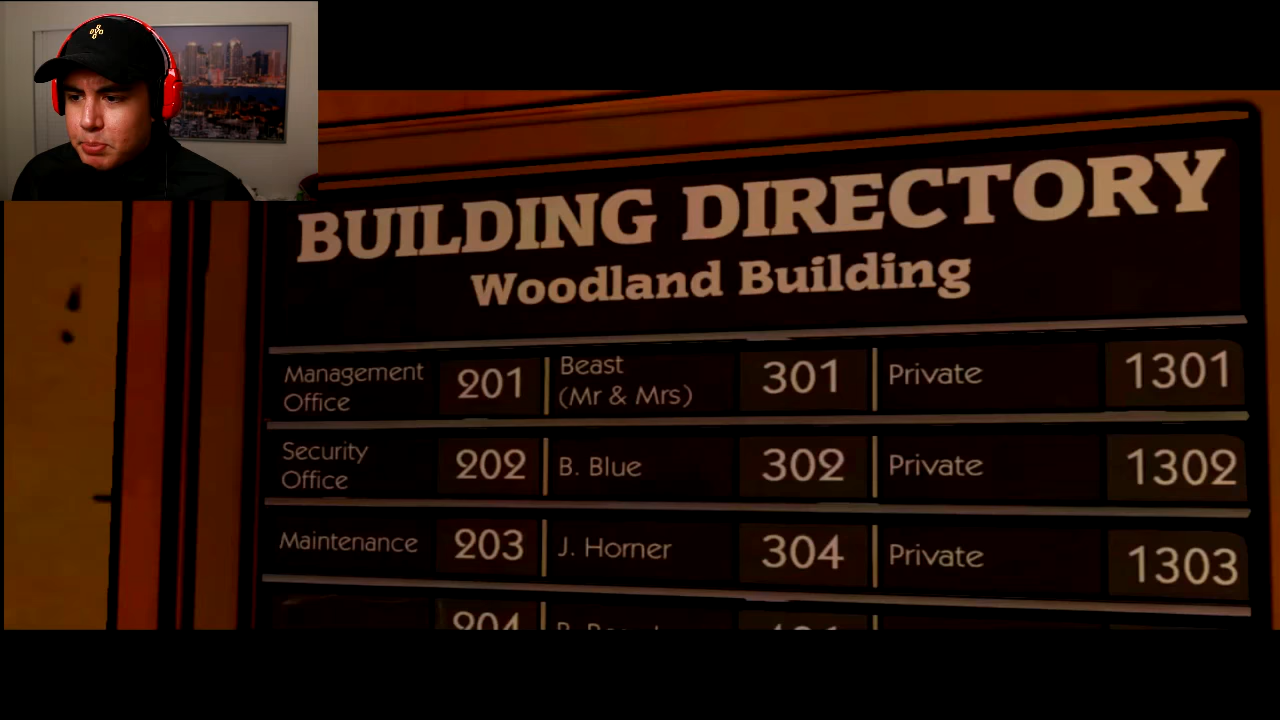 BUILDING DIRECTORY
Woodland Building
Management Office 201 Beast (Mr & Mrs) 301 Private 1301
Security Office 202 B. Blue 302 Private 1302
Maintenance 203 J. Horner 304 Private 1303
204